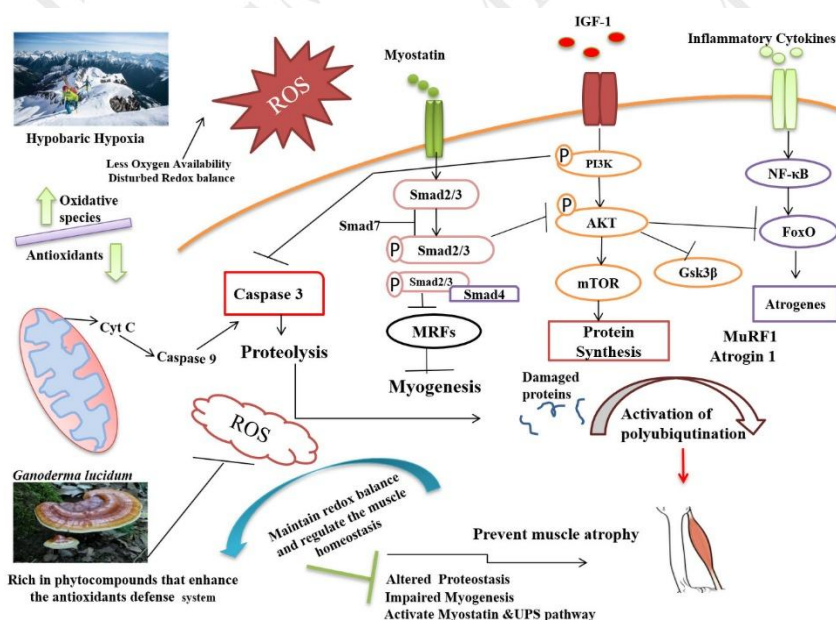 IGF-1
Inflammatory Cytokines
Myostatin
ROS
Hypobaric Hypoxia
Less Oxygen Availability
Disturbed Redox balance
P
PI3K
NF-κB
Oxidative
species
Antioxidants
Smad2/3
Smad7
P
AKT
FoxO
P
Smad2/3
Gsk3β
Caspase 3
P
Smad2/3
Smad4
mTOR
Atrogenes
Cyt C
Caspase 9
Proteolysis
MRFs
Protein
Synthesis
MuRF1
Atrogin 1
Myogenesis
Damaged
proteins
ROS
Activation of
polyubiqutination
Ganoderma lucidum
Maintain redox balance
and regulate the muscle
homeostasis
Prevent muscle atrophy
Rich in phytocompounds that enhance
the antioxidants defense system
Altered Proteostasis
Impaired Myogenesis
Activate Myostatin &UPS pathway